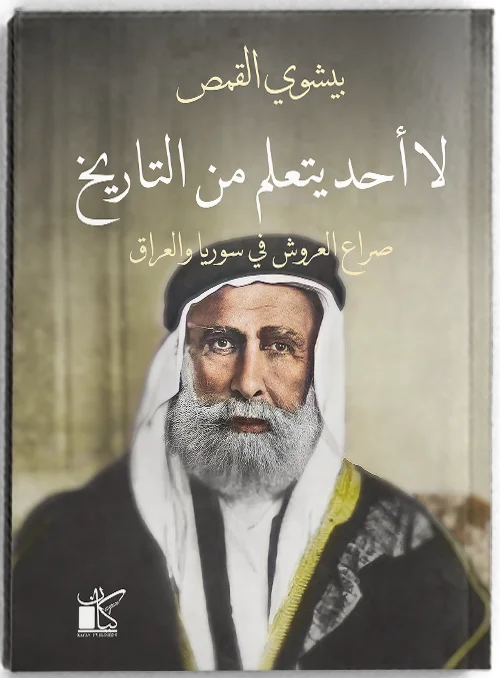 بيشوي القمص
لا أحد يتعلم من التاريخ
صراع العروش في سوريا والعراق
كيان